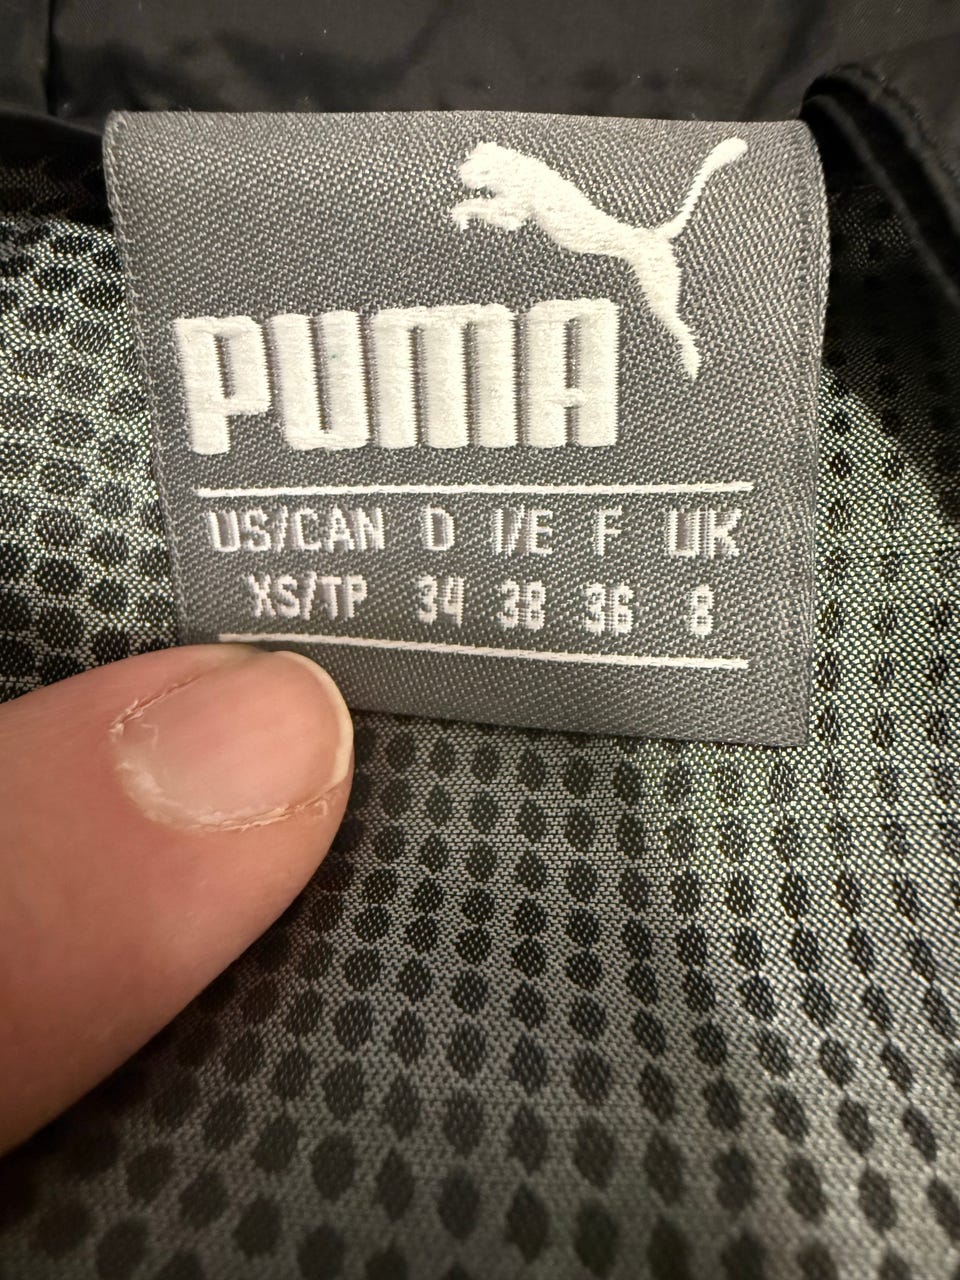 PUMA
US/CAN D I/E F UK
XS/TP 34 38 36 8